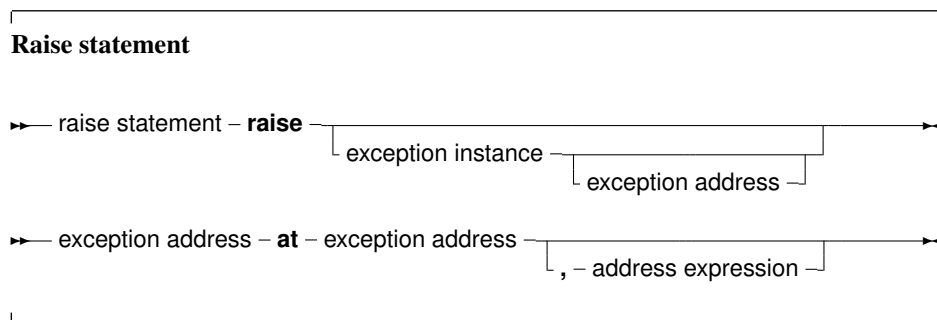 Raise statement
raise statement – raise –
exception instance –
exception address –
exception address – at – exception address –
, – address expression –